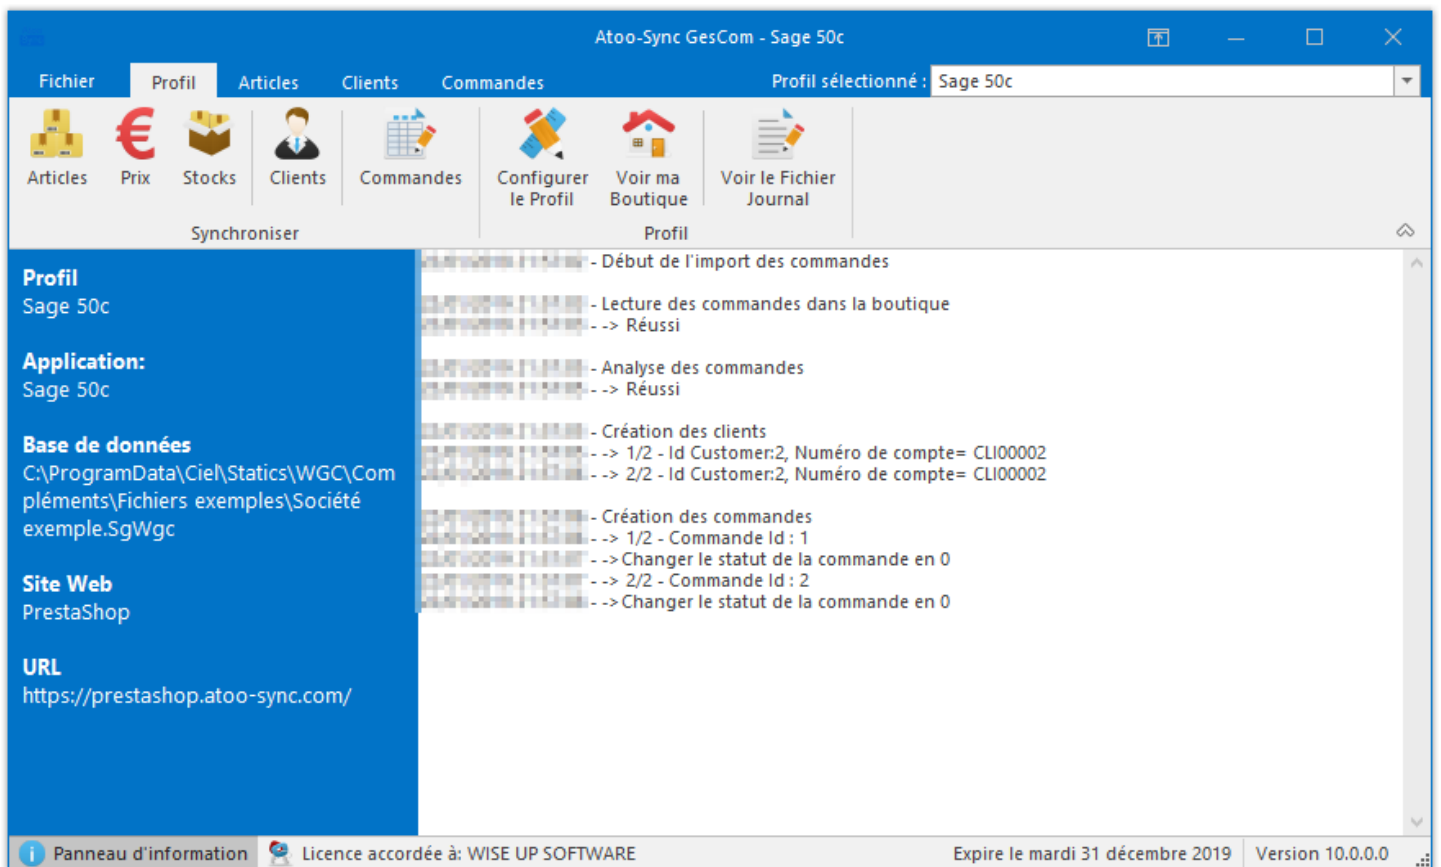 Atoo-Sync GesCom - Sage 50c
Fichier Profil Articles Clients Commandes Profil sélectionné : Sage 50c
Articles Prix Stocks Clients Commandes Configurer le Profil Voir ma Boutique Voir le Fichier Journal
Synchroniser Profil
Profil
Sage 50c
Application:
Sage 50c
Base de données
C:\ProgramData\Ciel\Statics\WGC\Com
pléments\Fichiers exemples\Société
exemple.SgWgc
Site Web
PrestaShop
URL
https://prestashop.atoo-sync.com/
- Début de l'import des commandes
- Lecture des commandes dans la boutique
- --> Réussi
- Analyse des commandes
- --> Réussi
- Création des clients
- --> 1/2 - Id Customer:2, Numéro de compte= CLI00002
- --> 2/2 - Id Customer:2, Numéro de compte= CLI00002
- Création des commandes
- --> 1/2 - Commande Id : 1
- -->Changer le statut de la commande en 0
- --> 2/2 - Commande Id : 2
- -->Changer le statut de la commande en 0
Panneau d'information Licence accordée à: WISE UP SOFTWARE Expire le mardi 31 décembre 2019 Version 10.0.0.0